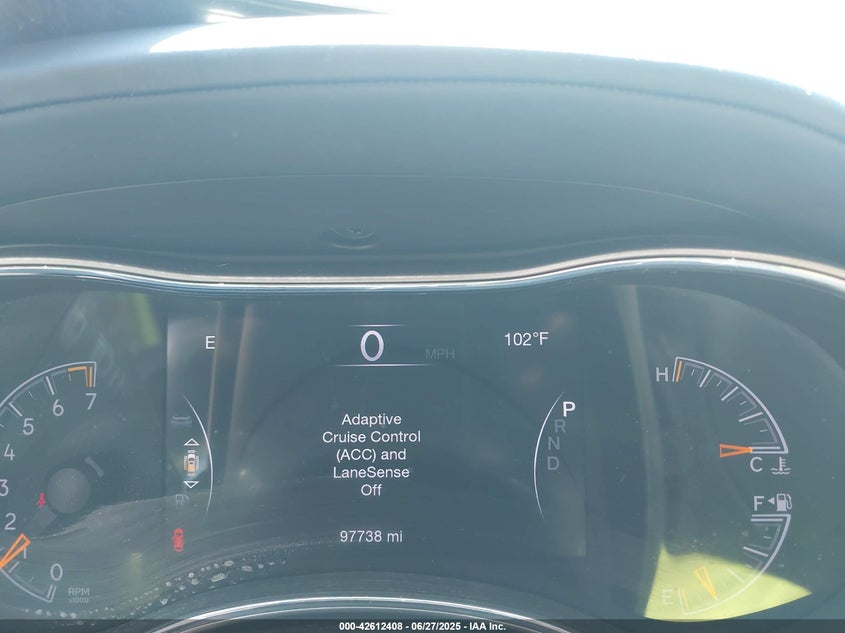 E
0
MPH
102°F
H
7
6
5
4
3
2
1
0
RPM
x1000
Adaptive
Cruise Control
(ACC) and
LaneSense
Off
P
R
N
D
C
F
E
97738 mi
000-42612408 - 06/27/2025 - IAA Inc.